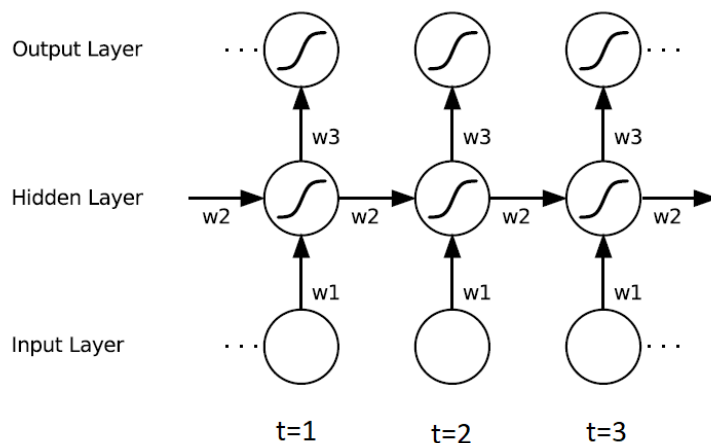 Output Layer
· · ·
· · ·
w3
w3
w3
Hidden Layer
w2
w2
w2
w2
w1
w1
w1
Input Layer
· · ·
· · ·
t=1
t=2
t=3